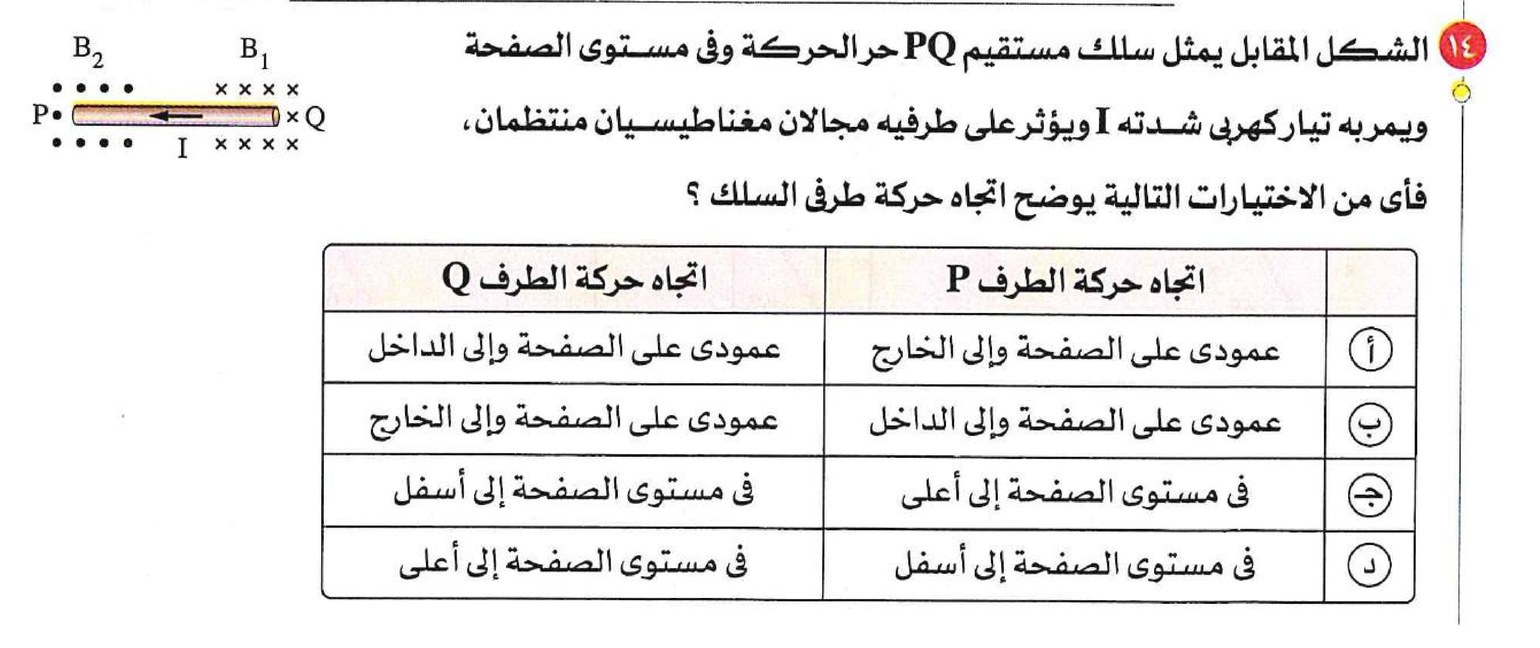 ١٤ الشكل المقابل يمثل سلك مستقيم PQ حر الحركة وفى مستوى الصفحة
ويمر به تيار كهربى شدته I ويؤثر على طرفيه مجالان مغناطيسيان منتظمان،
فأى من الاختيارات التالية يوضح اتجاه حركة طرفى السلك ؟
B2 B1
P Q
I
اتجاه حركة الطرف P اتجاه حركة الطرف Q
أ عمودى على الصفحة وإلى الخارج عمودى على الصفحة وإلى الداخل
ب عمودى على الصفحة وإلى الداخل عمودى على الصفحة وإلى الخارج
ج فى مستوى الصفحة إلى أعلى فى مستوى الصفحة إلى أسفل
د فى مستوى الصفحة إلى أسفل فى مستوى الصفحة إلى أعلى